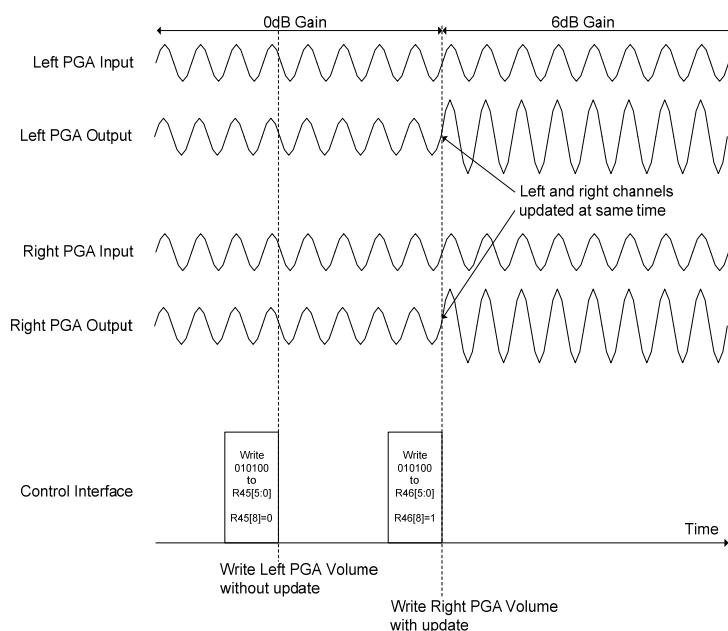 0dB Gain
6dB Gain
Left PGA Input
Left PGA Output
Left and right channels
updated at same time
Right PGA Input
Right PGA Output
Control Interface
Write
010100
to
R45[5:0]
R45[8]=0
Write
010100
to
R46[5:0]
R46[8]=1
Time
Write Left PGA Volume
without update
Write Right PGA Volume
with update